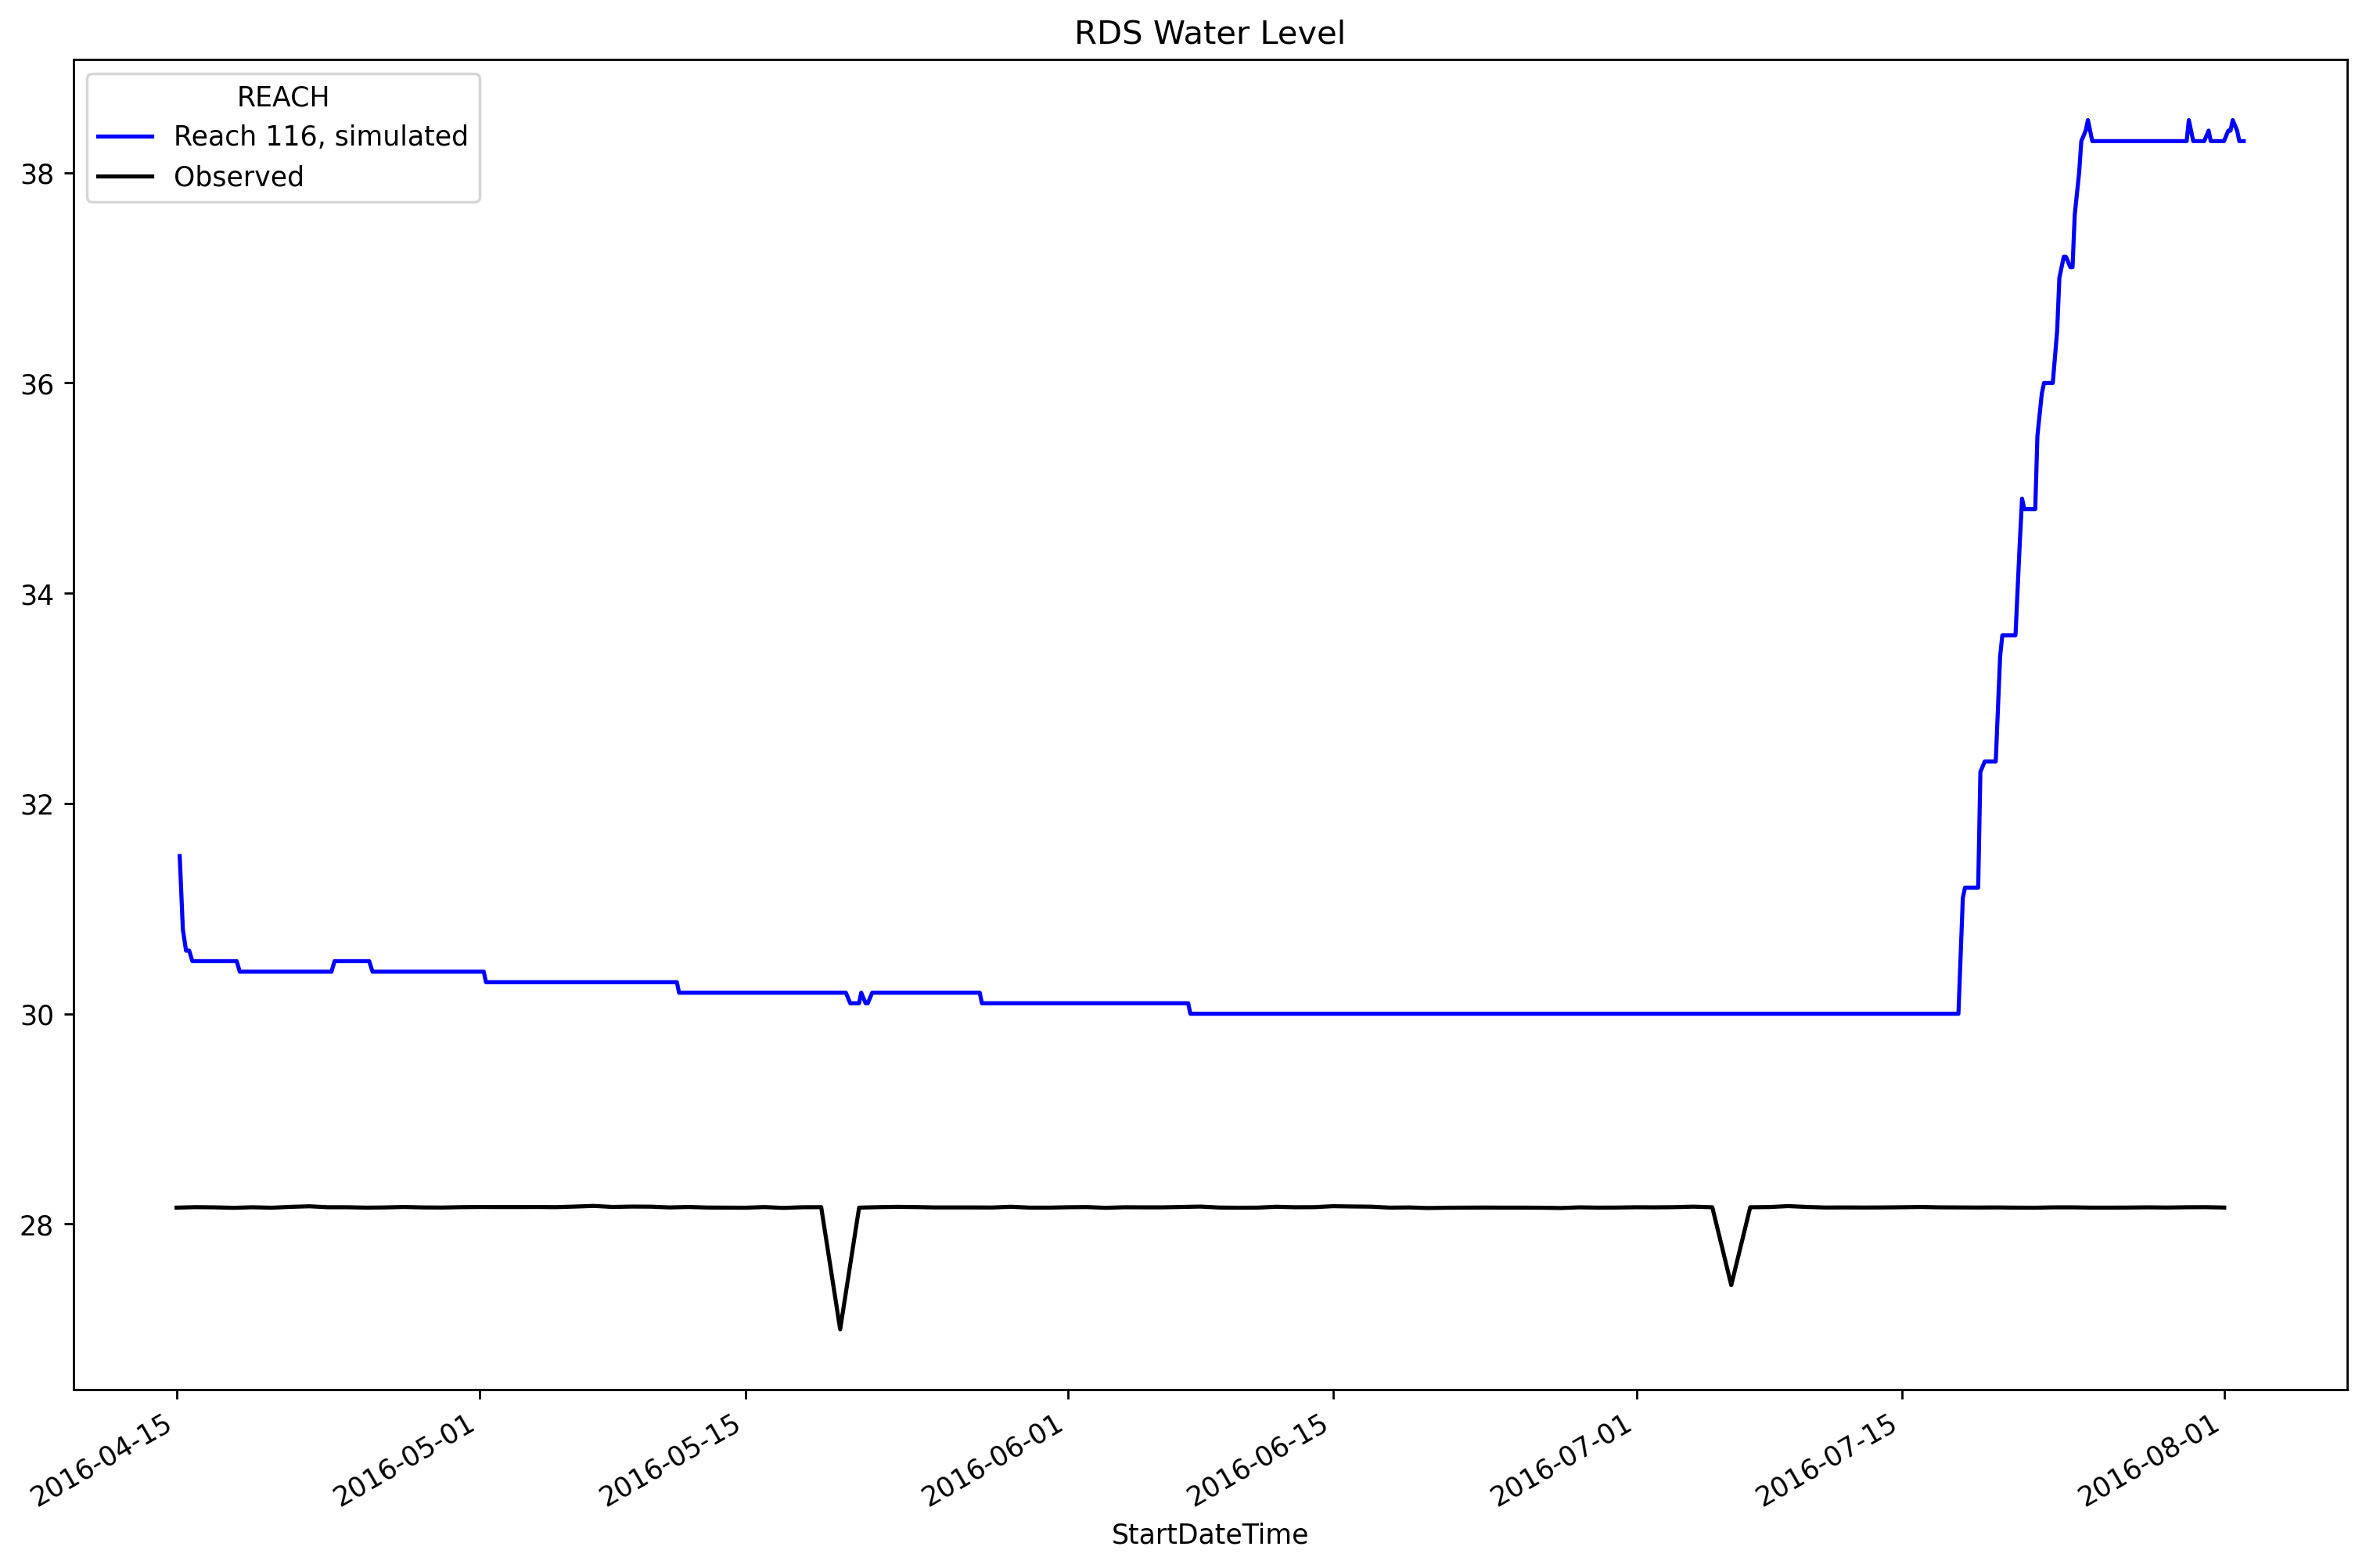 RDS Water Level
REACH
Reach 116, simulated
Observed
38
36
34
32
30
28
2016-04-15
2016-05-01
2016-05-15
2016-06-01
2016-06-15
2016-07-01
2016-07-15
2016-08-01
StartDateTime